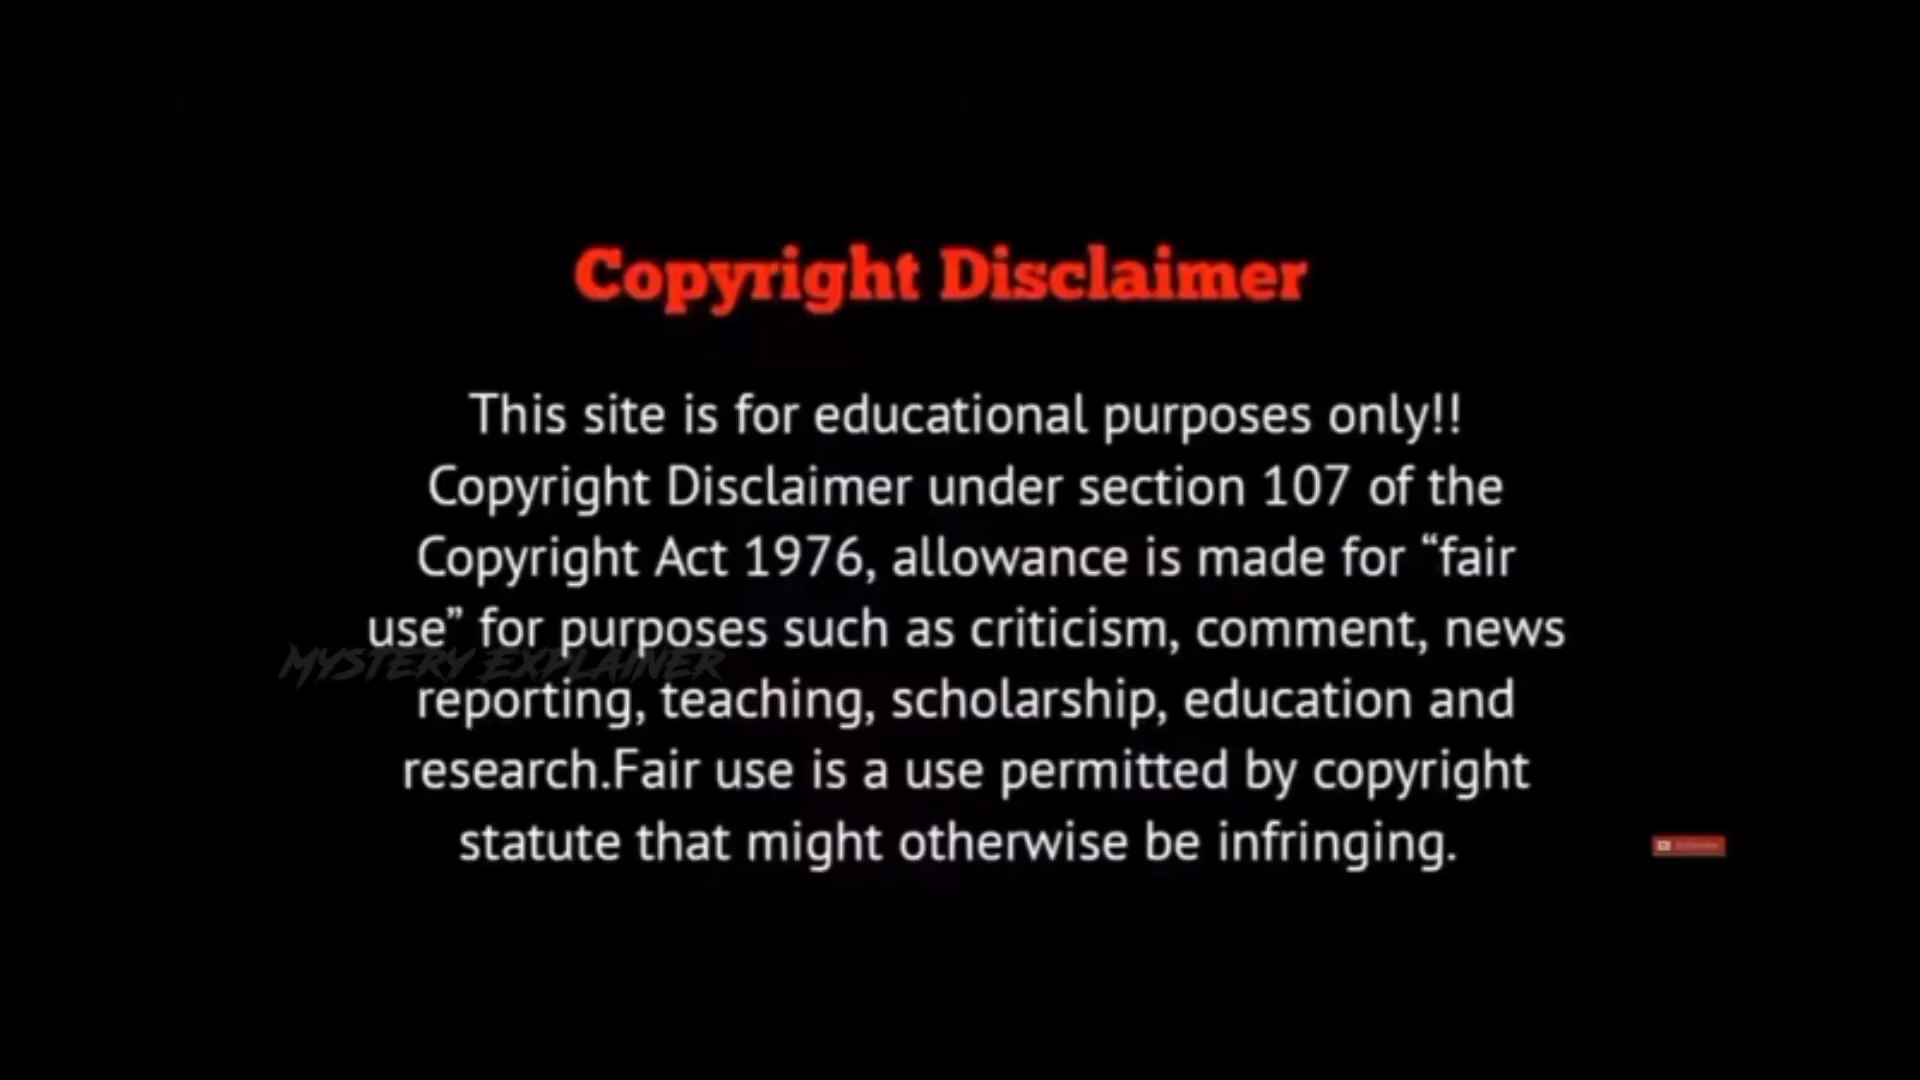 Copyright Disclaimer
This site is for educational purposes only!!
Copyright Disclaimer under section 107 of the
Copyright Act 1976, allowance is made for “fair
use” for purposes such as criticism, comment, news
MYSTERY EXPLAINER
reporting, teaching, scholarship, education and
research.Fair use is a use permitted by copyright
statute that might otherwise be infringing.